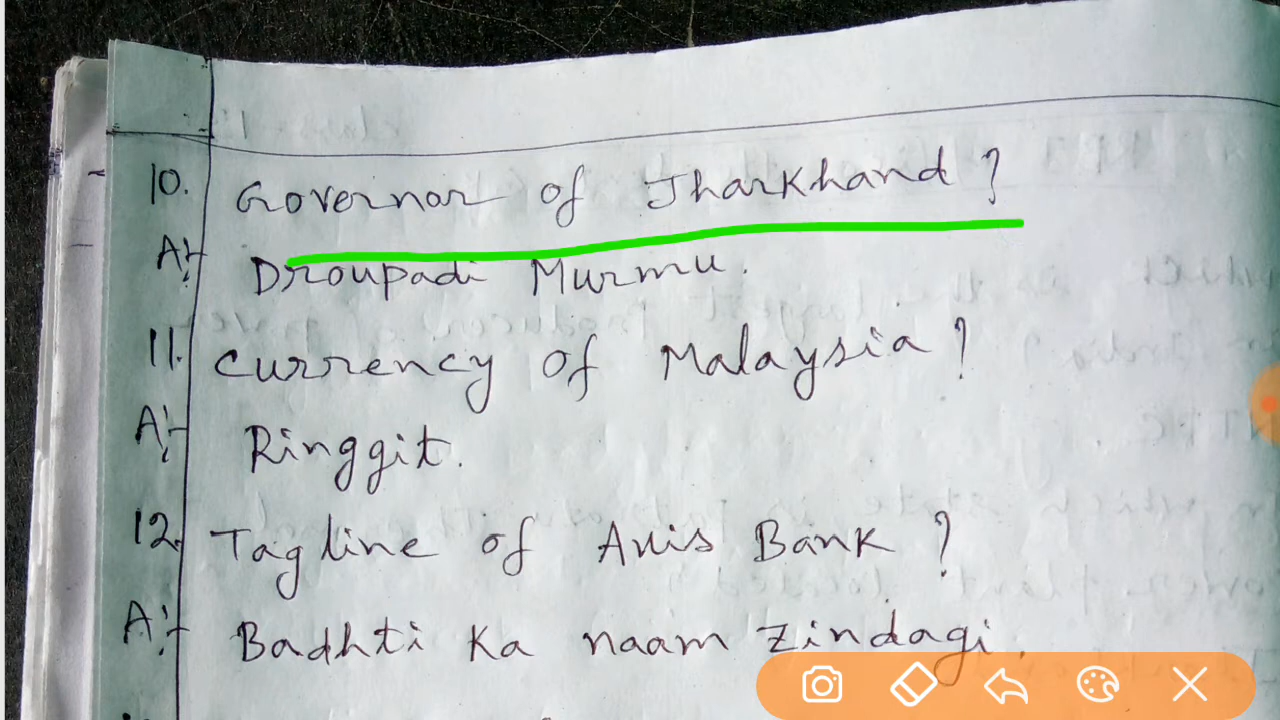 10. Governor of Jharkhand ?
A:- Droupadi Murmu.
11. Currency of Malaysia ?
A:- Ringgit.
12. Tagline of Axis Bank ?
A:- Badhti Ka naam Zindagi.